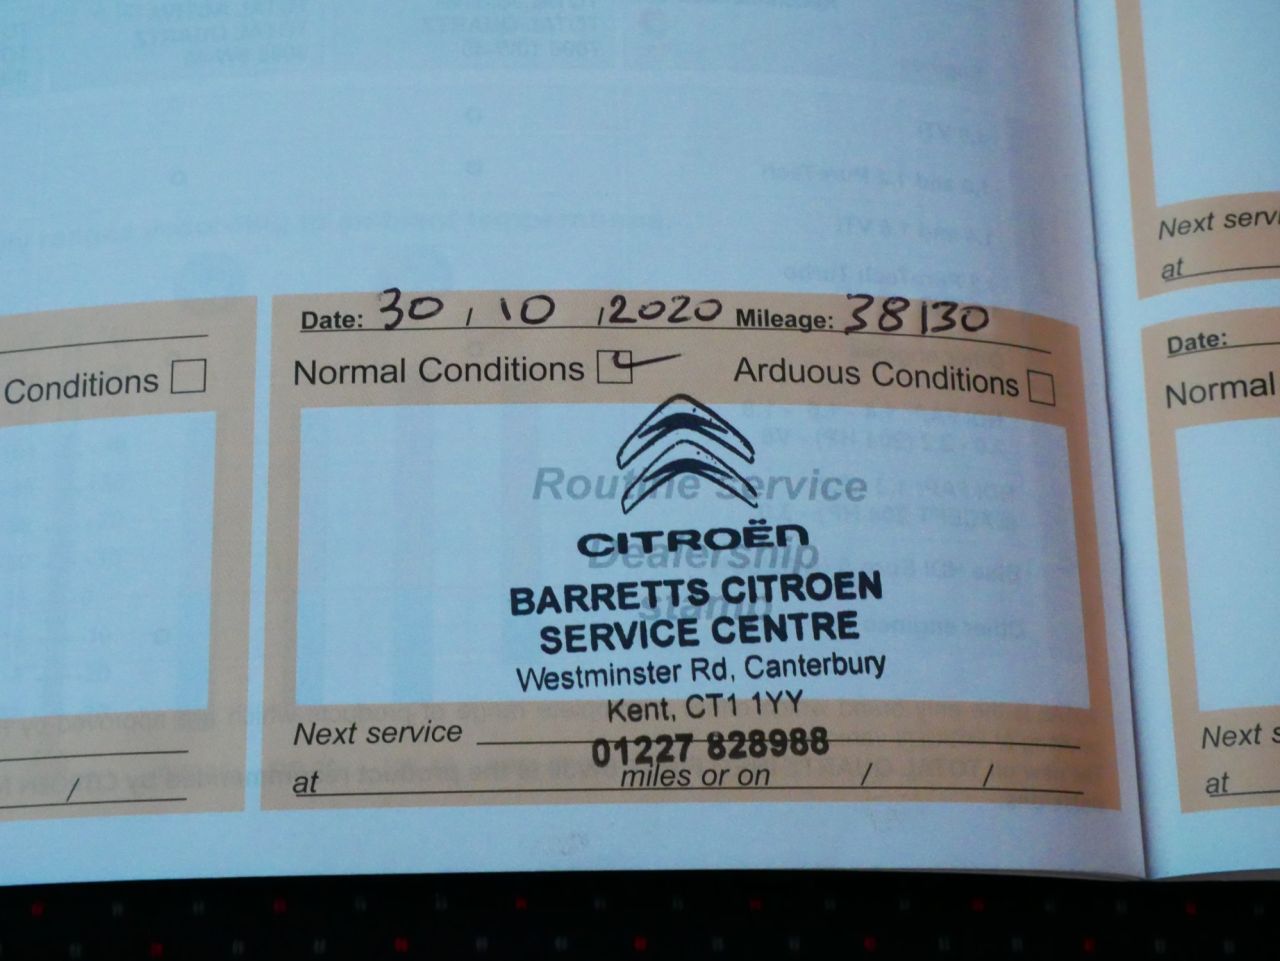 Next servi
at
Date: 30 / 10 / 2020 Mileage: 38130
Conditions
Normal Conditions Arduous Conditions
Date:
Normal
Routine service
CITROËN
Dealership
BARRETTS CITROEN
stamp
SERVICE CENTRE
Westminster Rd, Canterbury
Kent, CT1 1YY
Next service
01227 828988
at miles or on / /
/
Next s
at